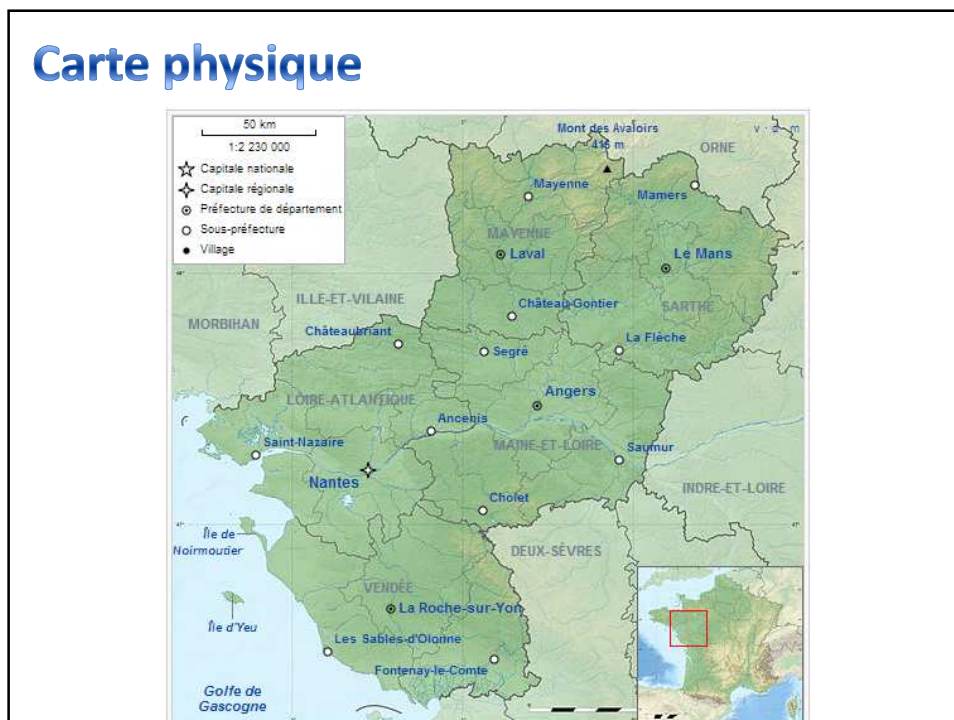 Carte physique
50 km
1:2 230 000
Capitale nationale
Capitale régionale
Préfecture de département
Sous-préfecture
Village
Mont des Avaloirs
416 m
v · d · m
ORNE
Mayenne
Mamers
MAYENNE
Laval
Le Mans
ILLE-ET-VILAINE
Château-Gontier
SARTHE
MORBIHAN
Châteaubriant
La Flèche
Segré
Angers
LOIRE-ATLANTIQUE
Ancenis
Saint-Nazaire
MAINE-ET-LOIRE
Saumur
Nantes
INDRE-ET-LOIRE
Cholet
Île de
Noirmoutier
DEUX-SÈVRES
VENDÉE
La Roche-sur-Yon
Île d'Yeu
Les Sables-d'Olonne
Fontenay-le-Comte
Golfe de
Gascogne